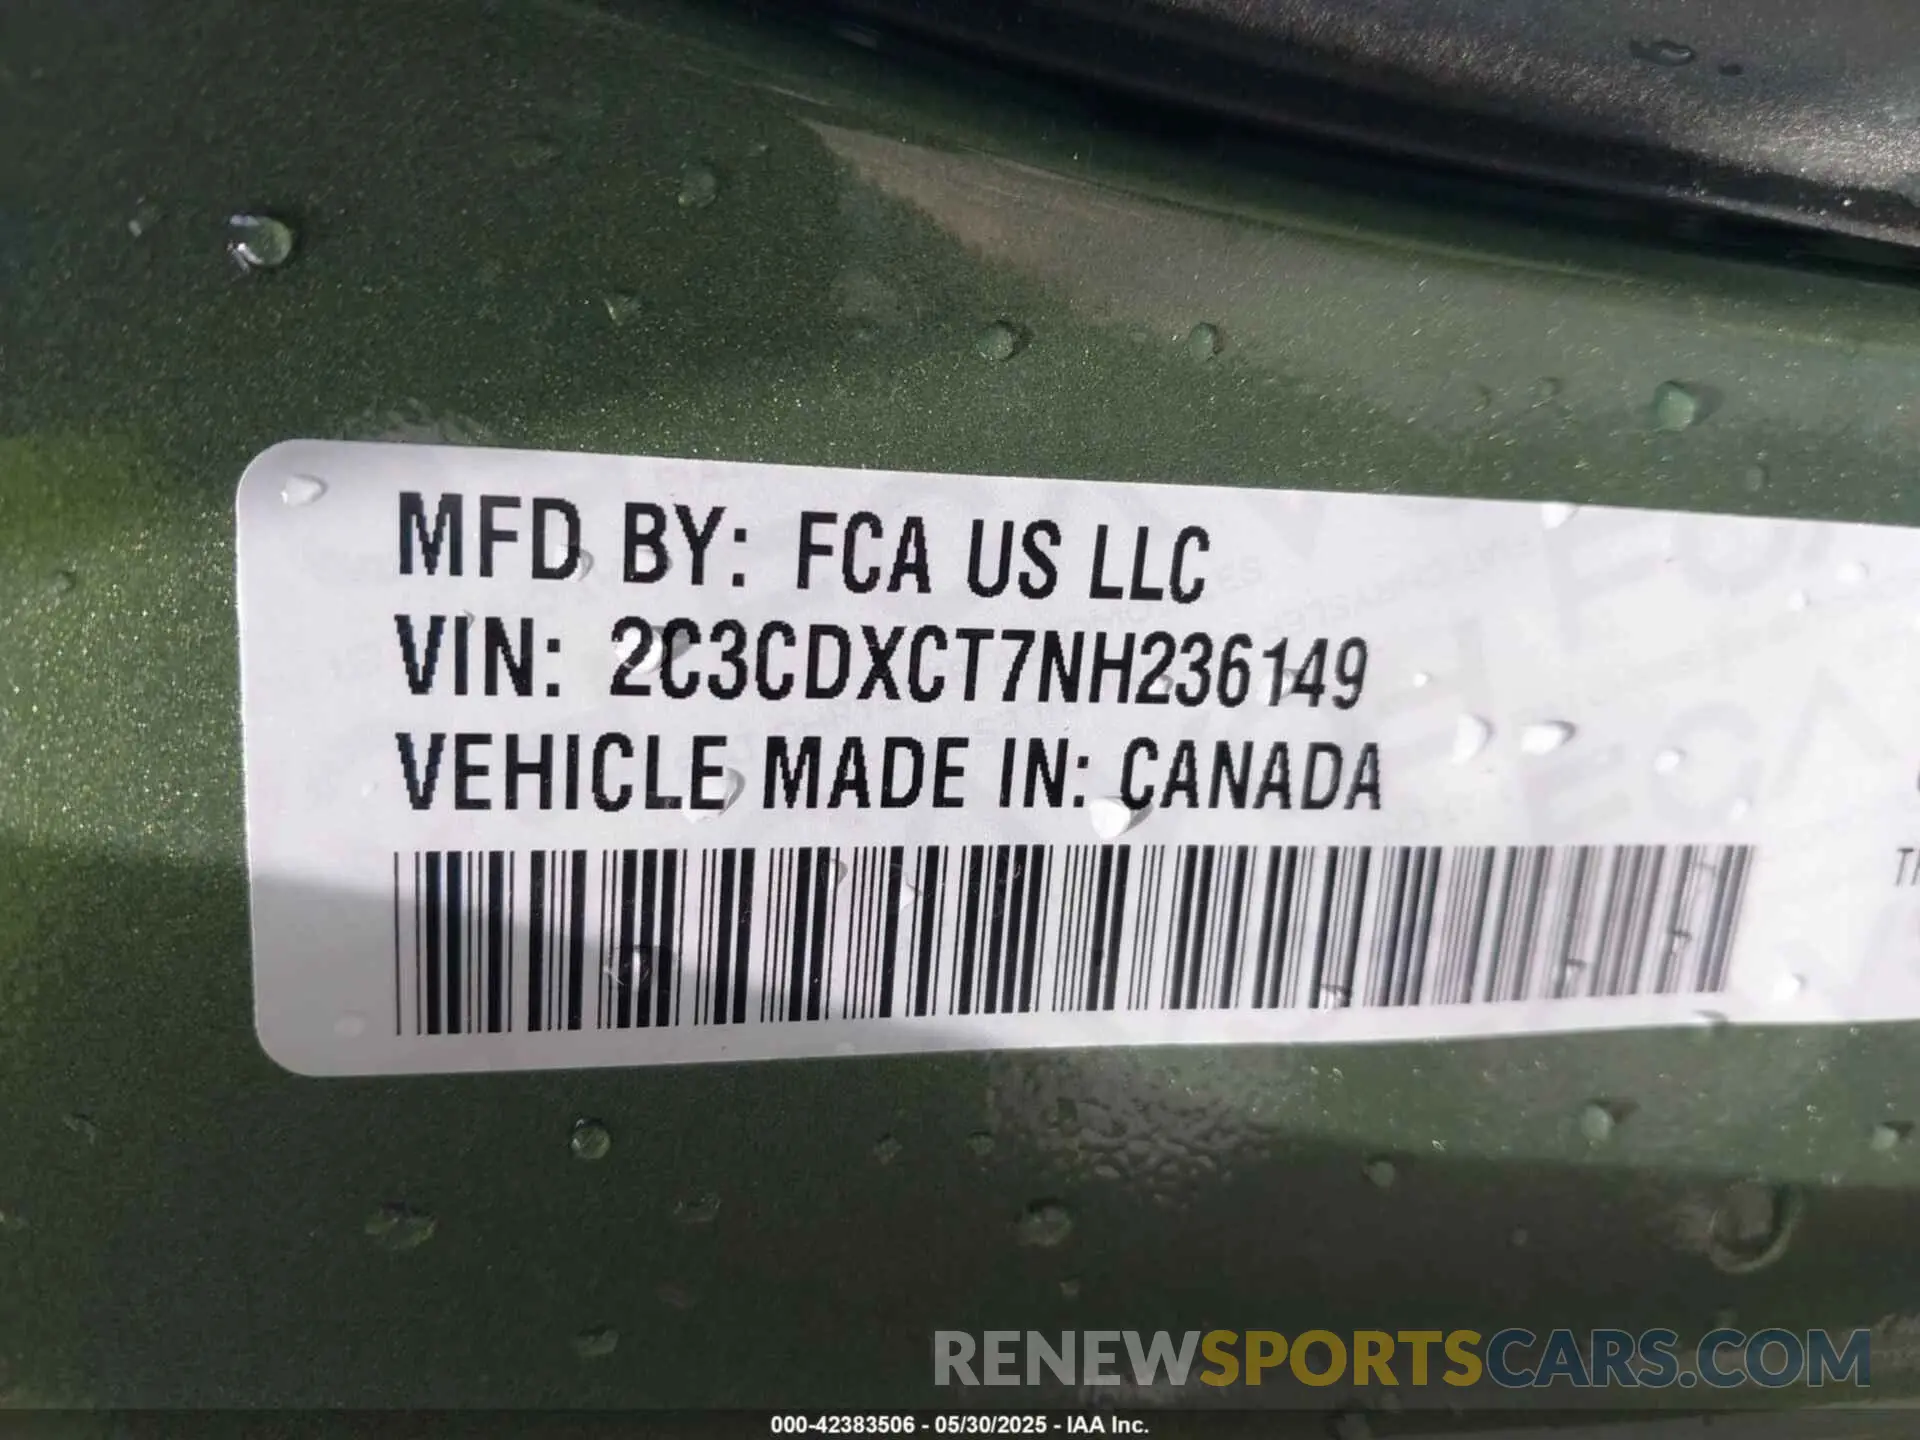 MFD BY: FCA US LLC
VIN: 2C3CDXCT7NH236149
VEHICLE MADE IN: CANADA
RENEWSPORTSCARS.COM
000-42383506 - 05/30/2025 - IAA Inc.